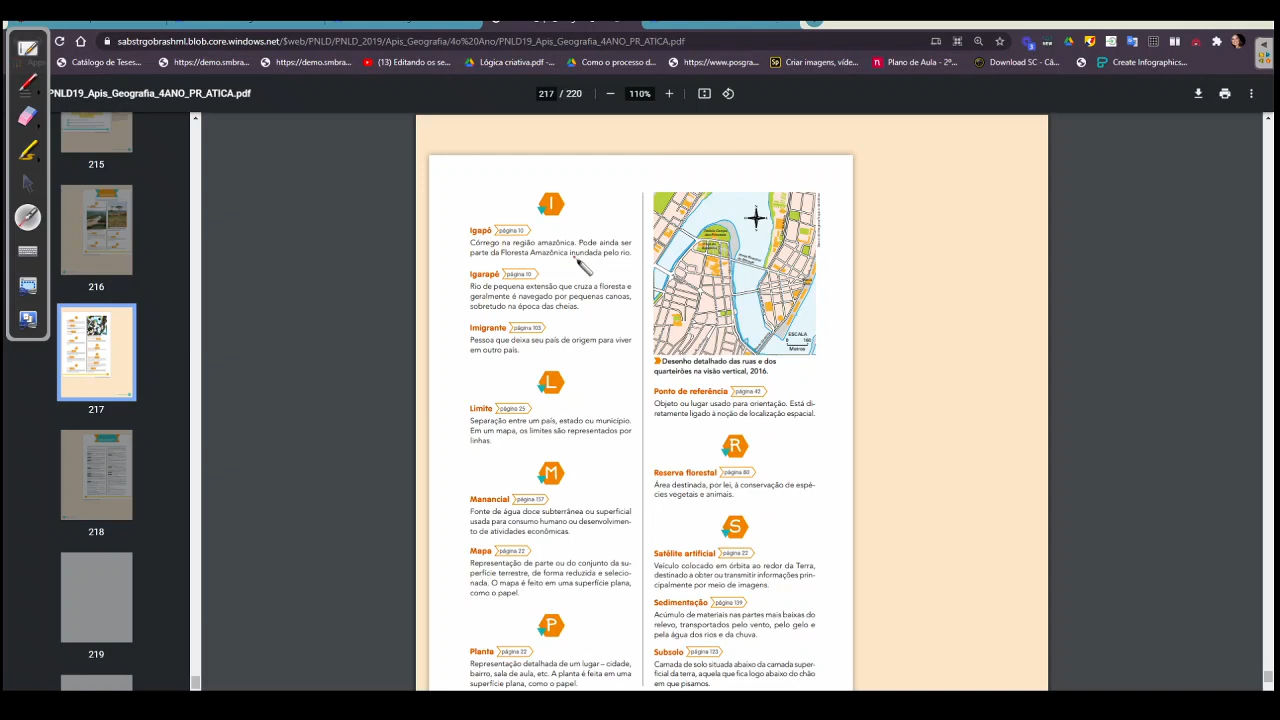 sabstrgobrashml.blob.core.windows.net/$web/PNLD/PNLD_2019/Apis_Geografia/4o%20Ano/PNLD19_Apis_Geografia_4ANO_PR_ATICA.pdf
Catálogo de Teses...
https://demo.smbra...
https://demo.smbra...
(13) Editando os se...
Lógica criativa.pdf -...
Como o processo d...
https://www.posgra...
Criar imagens, víde...
Plano de Aula - 2º...
Download SC - Câ...
Create Infographics...
PNLD19_Apis_Geografia_4ANO_PR_ATICA.pdf
217 / 220
110%
215
216
217
218
219
I
Igapó página 10
Córrego na região amazônica. Pode ainda ser
parte da Floresta Amazônica inundada pelo rio.
Igarapé página 10
Rio de pequena extensão que cruza a floresta e
geralmente é navegado por pequenas canoas,
sobretudo na época das cheias.
Imigrante página 103
Pessoa que deixa seu país de origem para viver
em outro país.
L
Limite página 25
Separação entre um país, estado ou município.
Em um mapa, os limites são representados por
linhas.
M
Manancial página 137
Fonte de água doce subterrânea ou superficial
usada para consumo humano ou desenvolvimen-
to de atividades econômicas.
Mapa página 22
Representação de parte ou do conjunto da su-
perfície terrestre, de forma reduzida e selecio-
nada. O mapa é feito em uma superfície plana,
como o papel.
P
Planta página 22
Representação detalhada de um lugar – cidade,
bairro, sala de aula, etc. A planta é feita em uma
superfície plana, como o papel.
ESCALA
0 160
Metros
Desenho detalhado das ruas e dos
quarteirões na visão vertical, 2016.
Ponto de referência página 42
Objeto ou lugar usado para orientação. Está di-
retamente ligado à noção de localização espacial.
R
Reserva florestal página 80
Área destinada, por lei, à conservação de espé-
cies vegetais e animais.
S
Satélite artificial página 22
Veículo colocado em órbita ao redor da Terra,
destinado a obter ou transmitir informações prin-
cipalmente por meio de imagens.
Sedimentação página 139
Acúmulo de materiais nas partes mais baixas do
relevo, transportados pelo vento, pelo gelo e
pela água dos rios e da chuva.
Subsolo página 123
Camada de solo situada abaixo da camada super-
ficial da terra, aquela que fica logo abaixo do chão
em que pisamos.